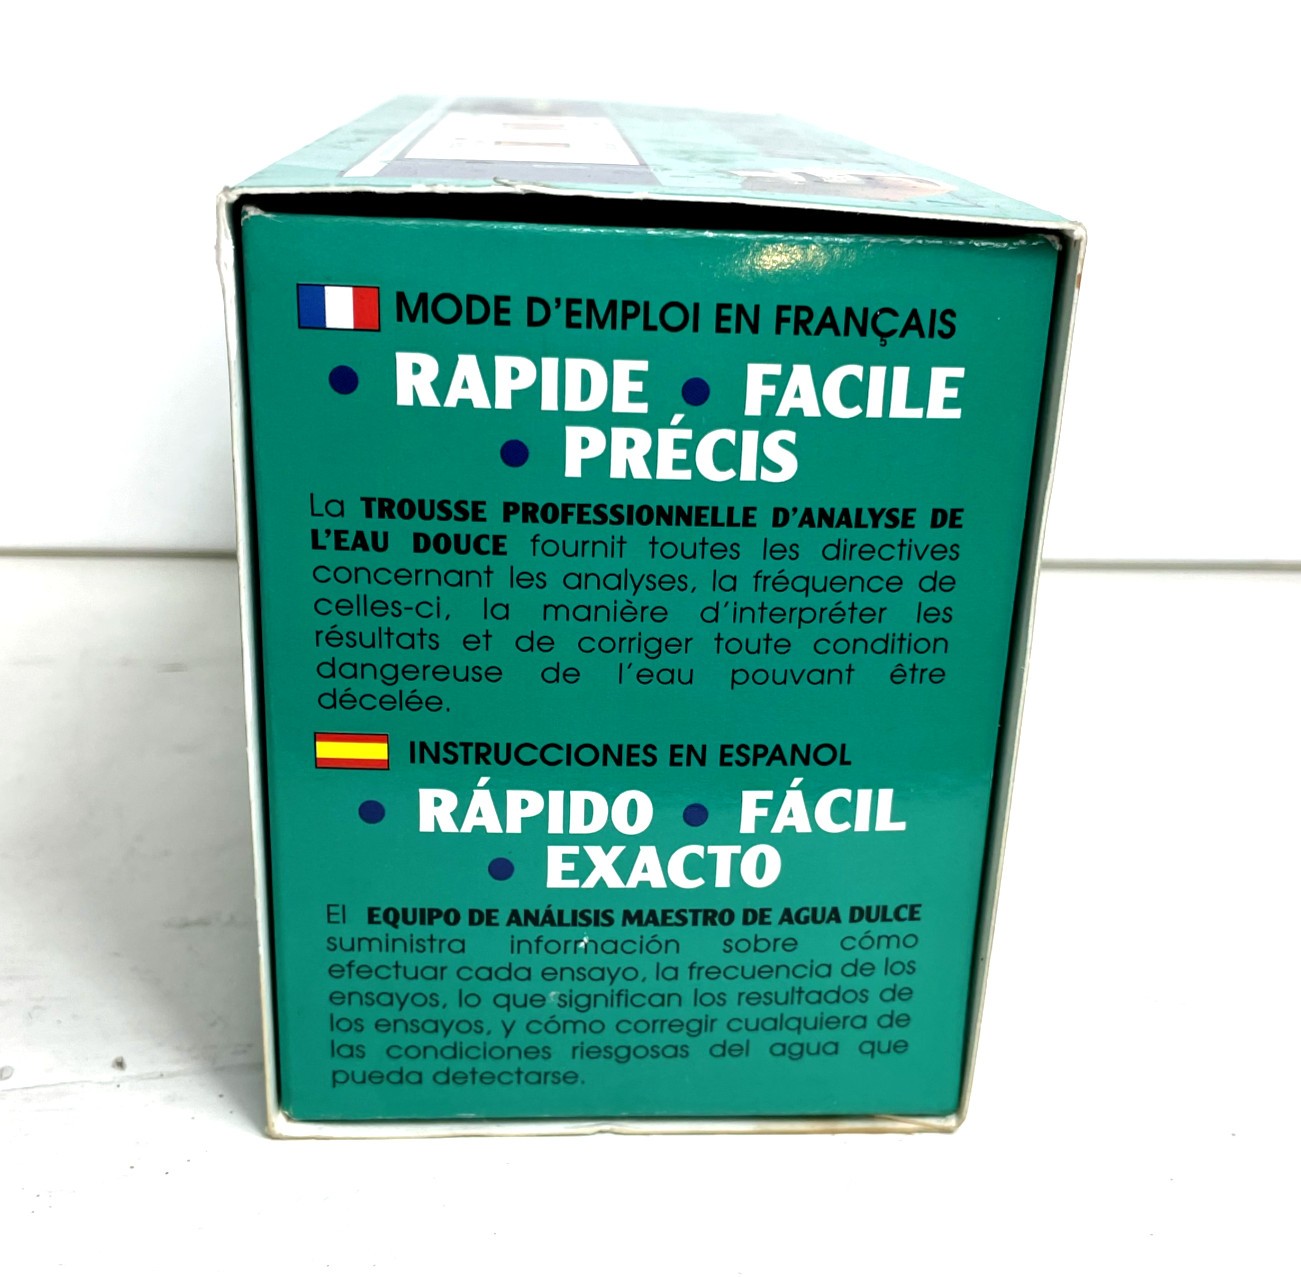 MODE D'EMPLOI EN FRANÇAIS
• RAPIDE • FACILE
• PRÉCIS
La TROUSSE PROFESSIONNELLE D'ANALYSE DE
L'EAU DOUCE fournit toutes les directives
concernant les analyses, la fréquence de
celles-ci, la manière d'interpréter les
résultats et de corriger toute condition
dangereuse de l'eau pouvant être
décelée.
INSTRUCCIONES EN ESPANOL
• RÁPIDO • FÁCIL
• EXACTO
El EQUIPO DE ANÁLISIS MAESTRO DE AGUA DULCE
suministra información sobre cómo
efectuar cada ensayo, la frecuencia de los
ensayos, lo que significan los resultados de
los ensayos, y cómo corregir cualquiera de
las condiciones riesgosas del agua que
pueda detectarse.